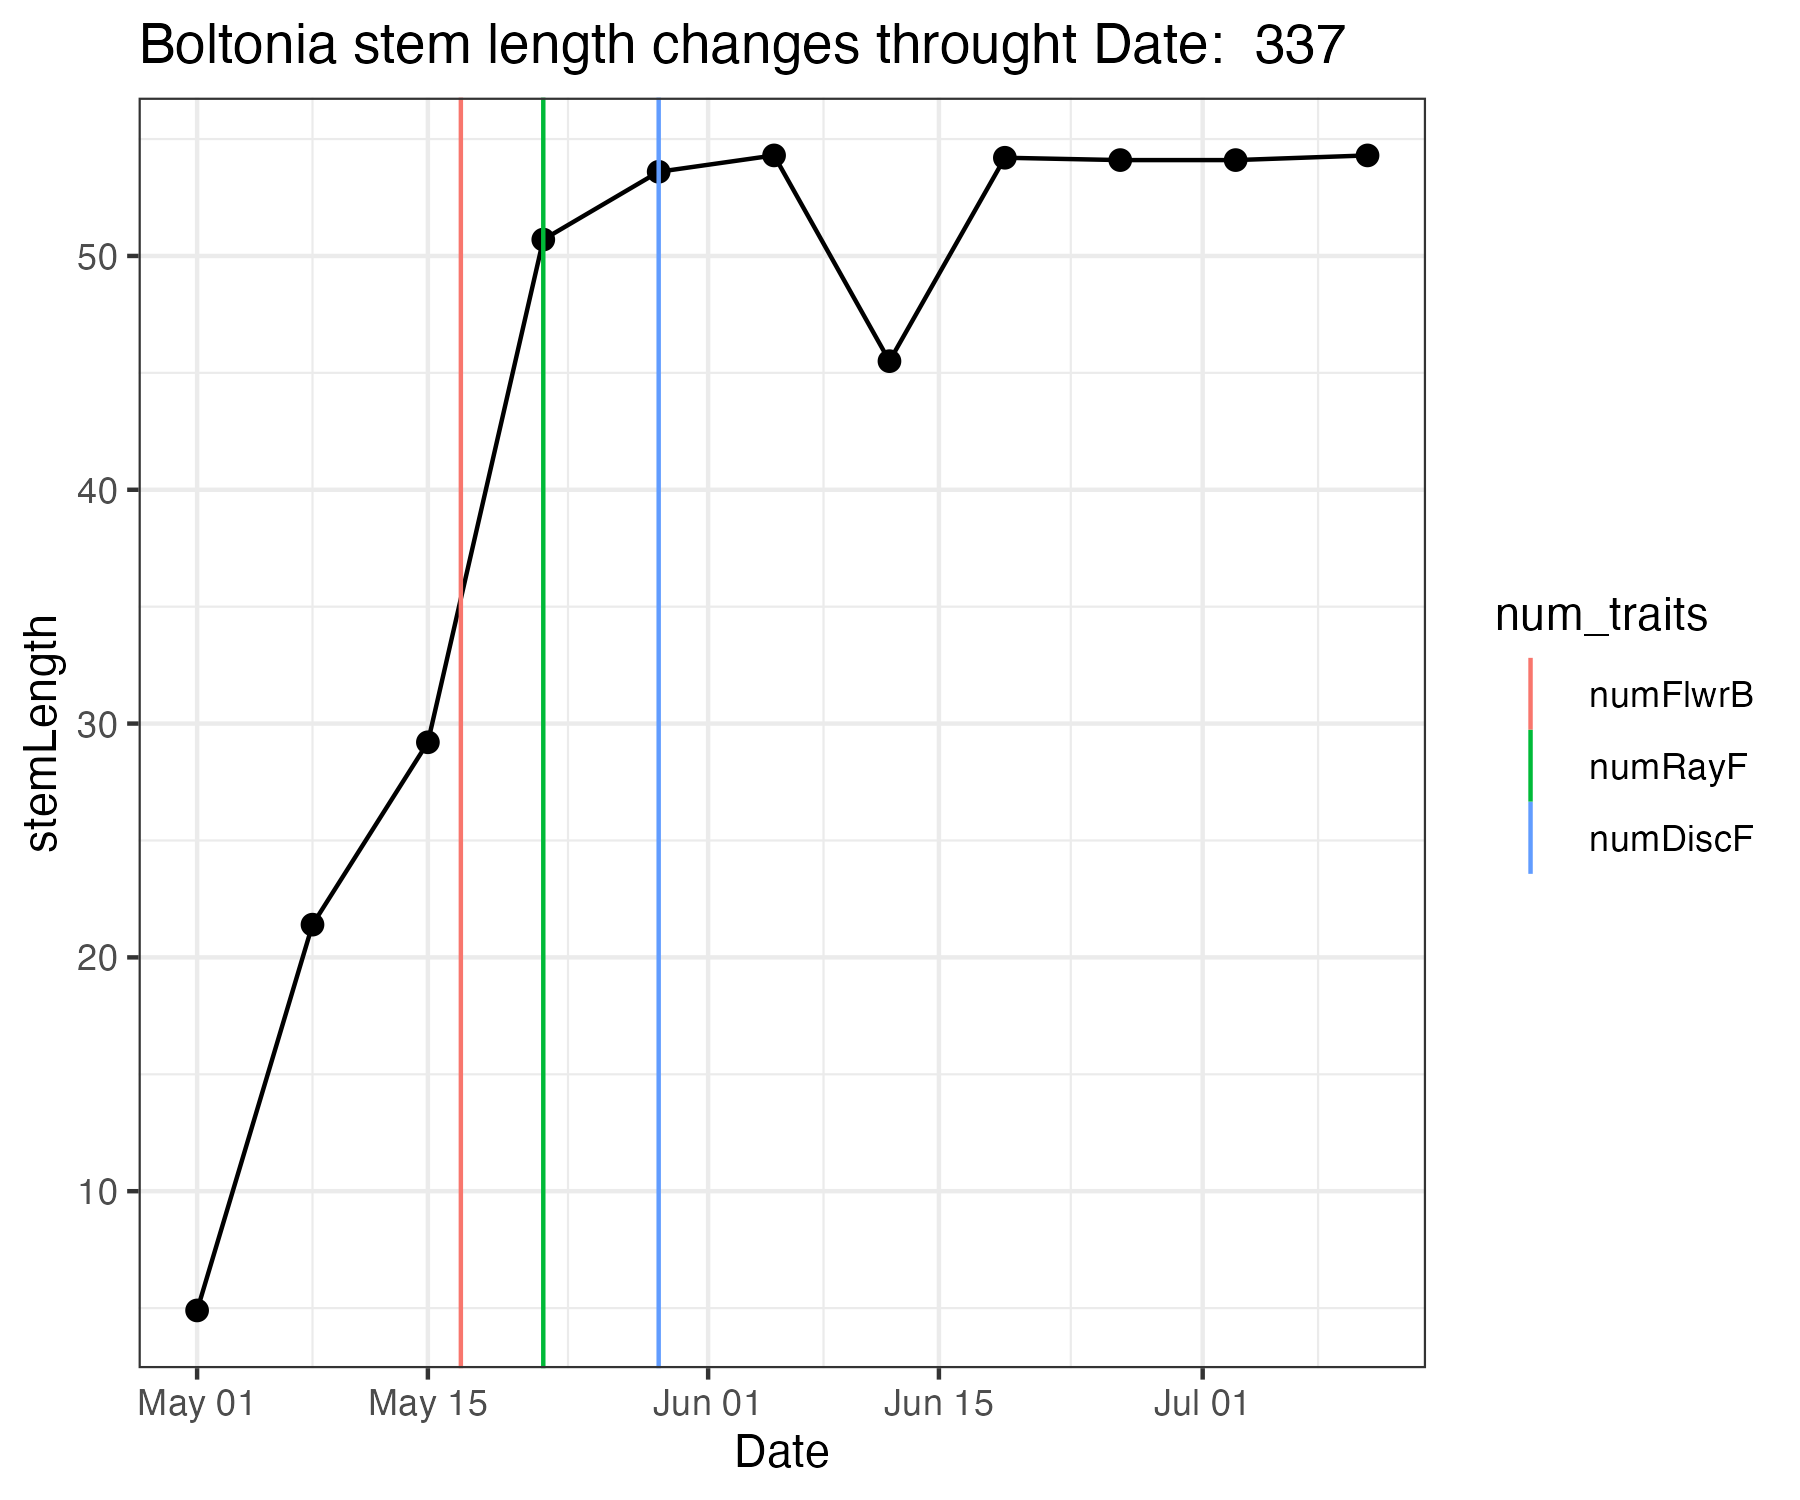 Boltonia stem length changes throught Date:  337
stemLength
50
40
30
20
10
May 01
May 15
Jun 01
Jun 15
Jul 01
Date
num_traits
numFlwrB
numRayF
numDiscF